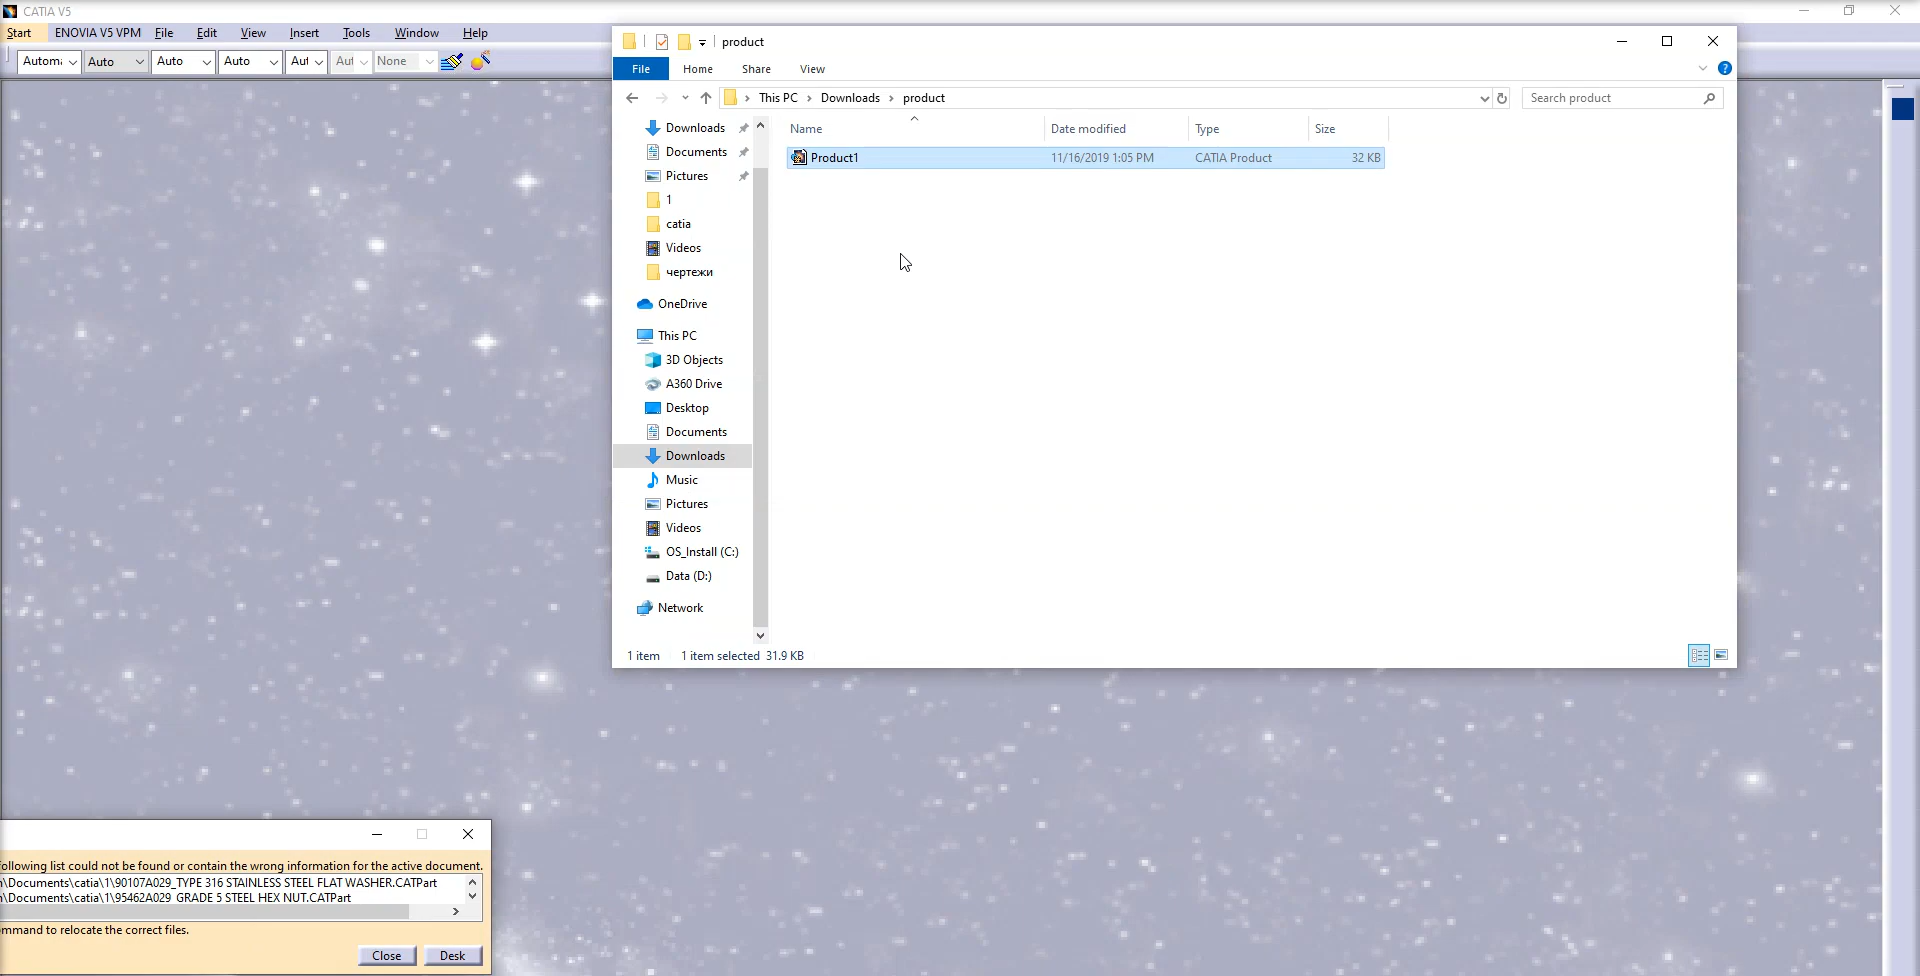 CATIA V5
Start ENOVIA V5 VPM File Edit View Insert Tools Window Help
Auto Auto Auto None
product
File Home Share View
This PC Downloads product
Search product
Name Date modified Type Size
Product1 11/16/2019 1:05 PM CATIA Product 32 KB
Downloads
Documents
Pictures
1
catia
Videos
чертежи
OneDrive
This PC
3D Objects
A360 Drive
Desktop
Documents
Downloads
Music
Pictures
Videos
OS_Install (C:)
Data (D:)
Network
1 item 1 item selected 31.9 KB
following list could not be found or contain the wrong information for the active document.
\Documents\catia\1\90107A029_TYPE 316 STAINLESS STEEL FLAT WASHER.CATPart
\Documents\catia\1\95462A029_GRADE 5 STEEL HEX NUT.CATPart
to relocate the correct files.
Close Desk